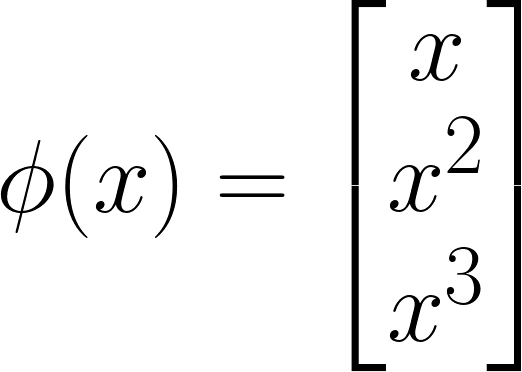 ϕ(x) = [x
x²
x³]